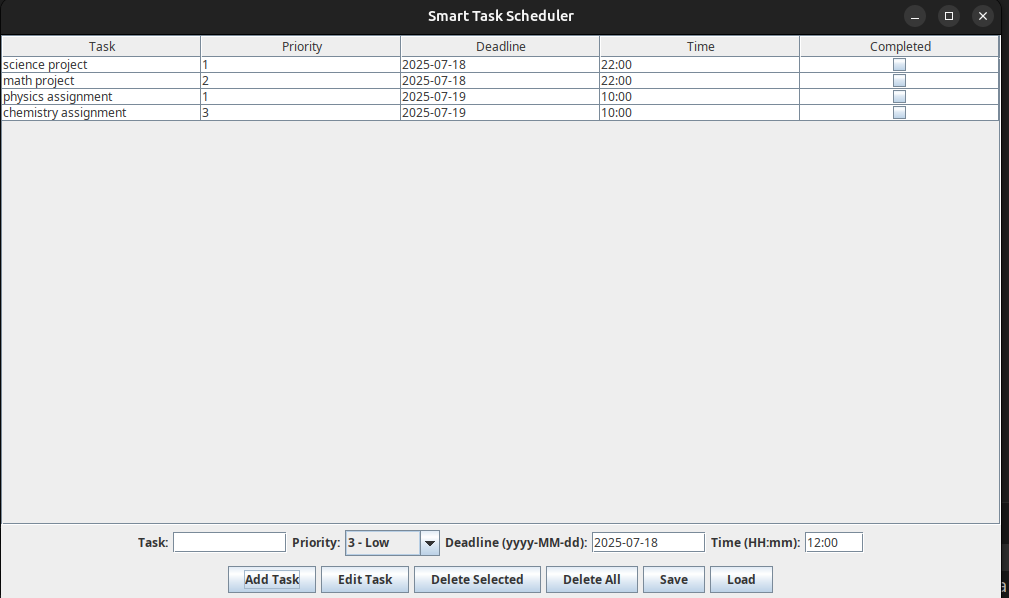 Smart Task Scheduler
Task Priority Deadline Time Completed
science project 1 2025-07-18 22:00
math project 2 2025-07-18 22:00
physics assignment 1 2025-07-19 10:00
chemistry assignment 3 2025-07-19 10:00
Task: Priority: 3 - Low Deadline (yyyy-MM-dd): 2025-07-18 Time (HH:mm): 12:00
Add Task Edit Task Delete Selected Delete All Save Load